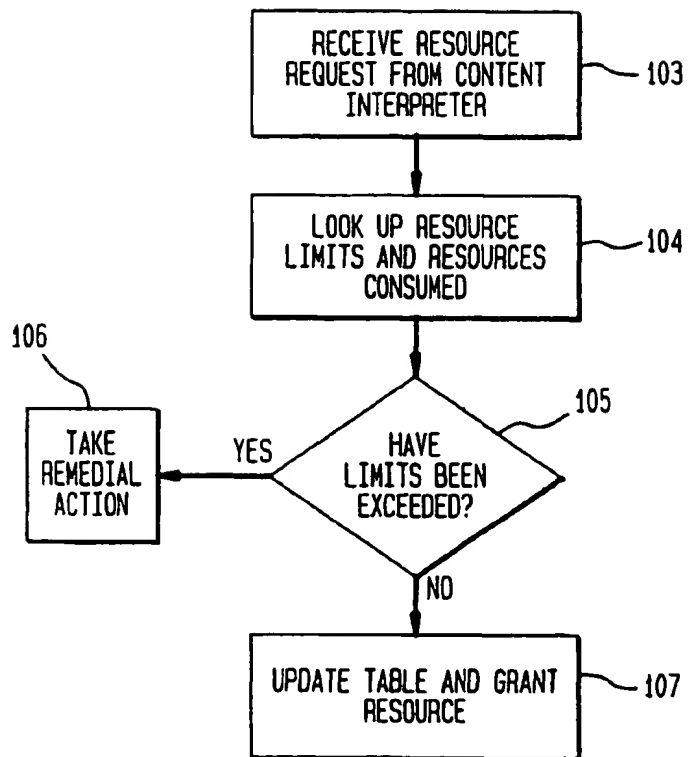 RECEIVE RESOURCE
REQUEST FROM CONTENT
INTERPRETER
103
LOOK UP RESOURCE
LIMITS AND RESOURCES
CONSUMED
104
106
TAKE
REMEDIAL
ACTION
YES
HAVE
LIMITS BEEN
EXCEEDED?
105
NO
UPDATE TABLE AND GRANT
RESOURCE
107